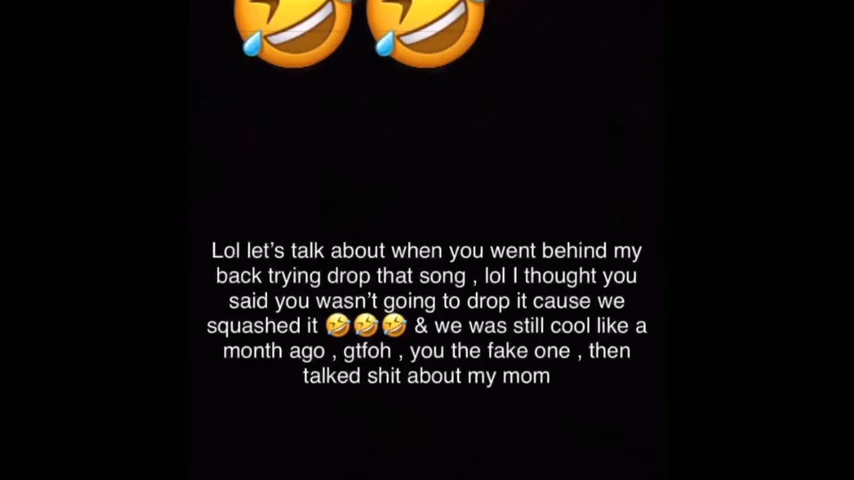 Lol let’s talk about when you went behind my
back trying drop that song , lol I thought you
said you wasn’t going to drop it cause we
squashed it 🤣🤣🤣 & we was still cool like a
month ago , gtfoh , you the fake one , then
talked shit about my mom